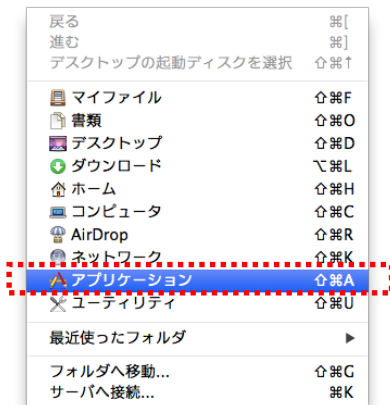 戻る ⌘[
進む ⌘]
デスクトップの起動ディスクを選択 ⇧⌘↑
マイファイル ⇧⌘F
書類 ⇧⌘O
デスクトップ ⇧⌘D
ダウンロード ⌥⌘L
ホーム ⇧⌘H
コンピュータ ⇧⌘C
AirDrop ⇧⌘R
ネットワーク ⇧⌘K
アプリケーション ⇧⌘A
ユーティリティ ⇧⌘U
最近使ったフォルダ ▶
フォルダへ移動... ⇧⌘G
サーバへ接続... ⌘K